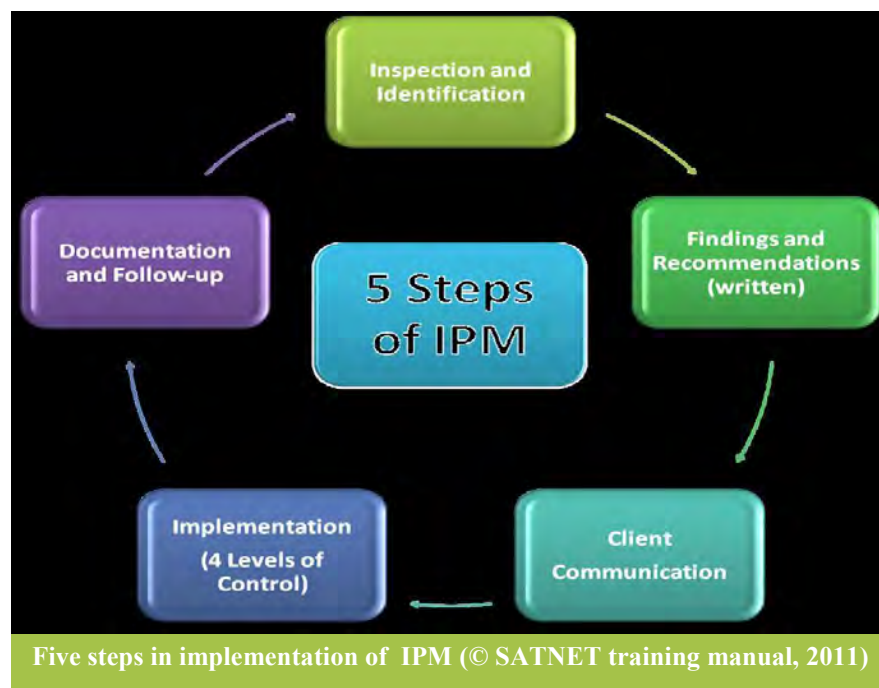 Inspection and
Identification
Findings and
Recommendations
(written)
Client
Communication
Implementation
(4 Levels of
Control)
Documentation
and Follow-up
5 Steps
of IPM
Five steps in implementation of IPM (© SATNET training manual, 2011)